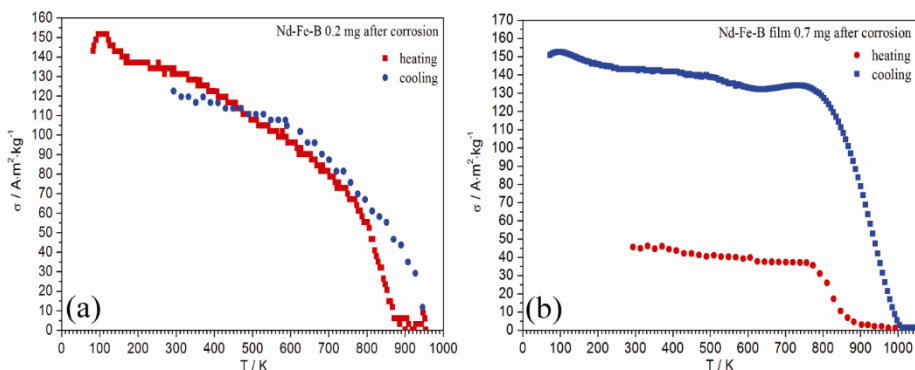 Nd-Fe-B 0.2 mg after corrosion
heating
cooling
160
150
140
130
120
110
100
90
80
70
60
50
40
30
20
10
0
σ / A·m²·kg⁻¹
0 100 200 300 400 500 600 700 800 900 1000
T / K
(a)
Nd-Fe-B film 0.7 mg after corrosion
heating
cooling
170
160
150
140
130
120
110
100
90
80
70
60
50
40
30
20
10
0
σ / A·m²·kg⁻¹
0 100 200 300 400 500 600 700 800 900 1000
T / K
(b)